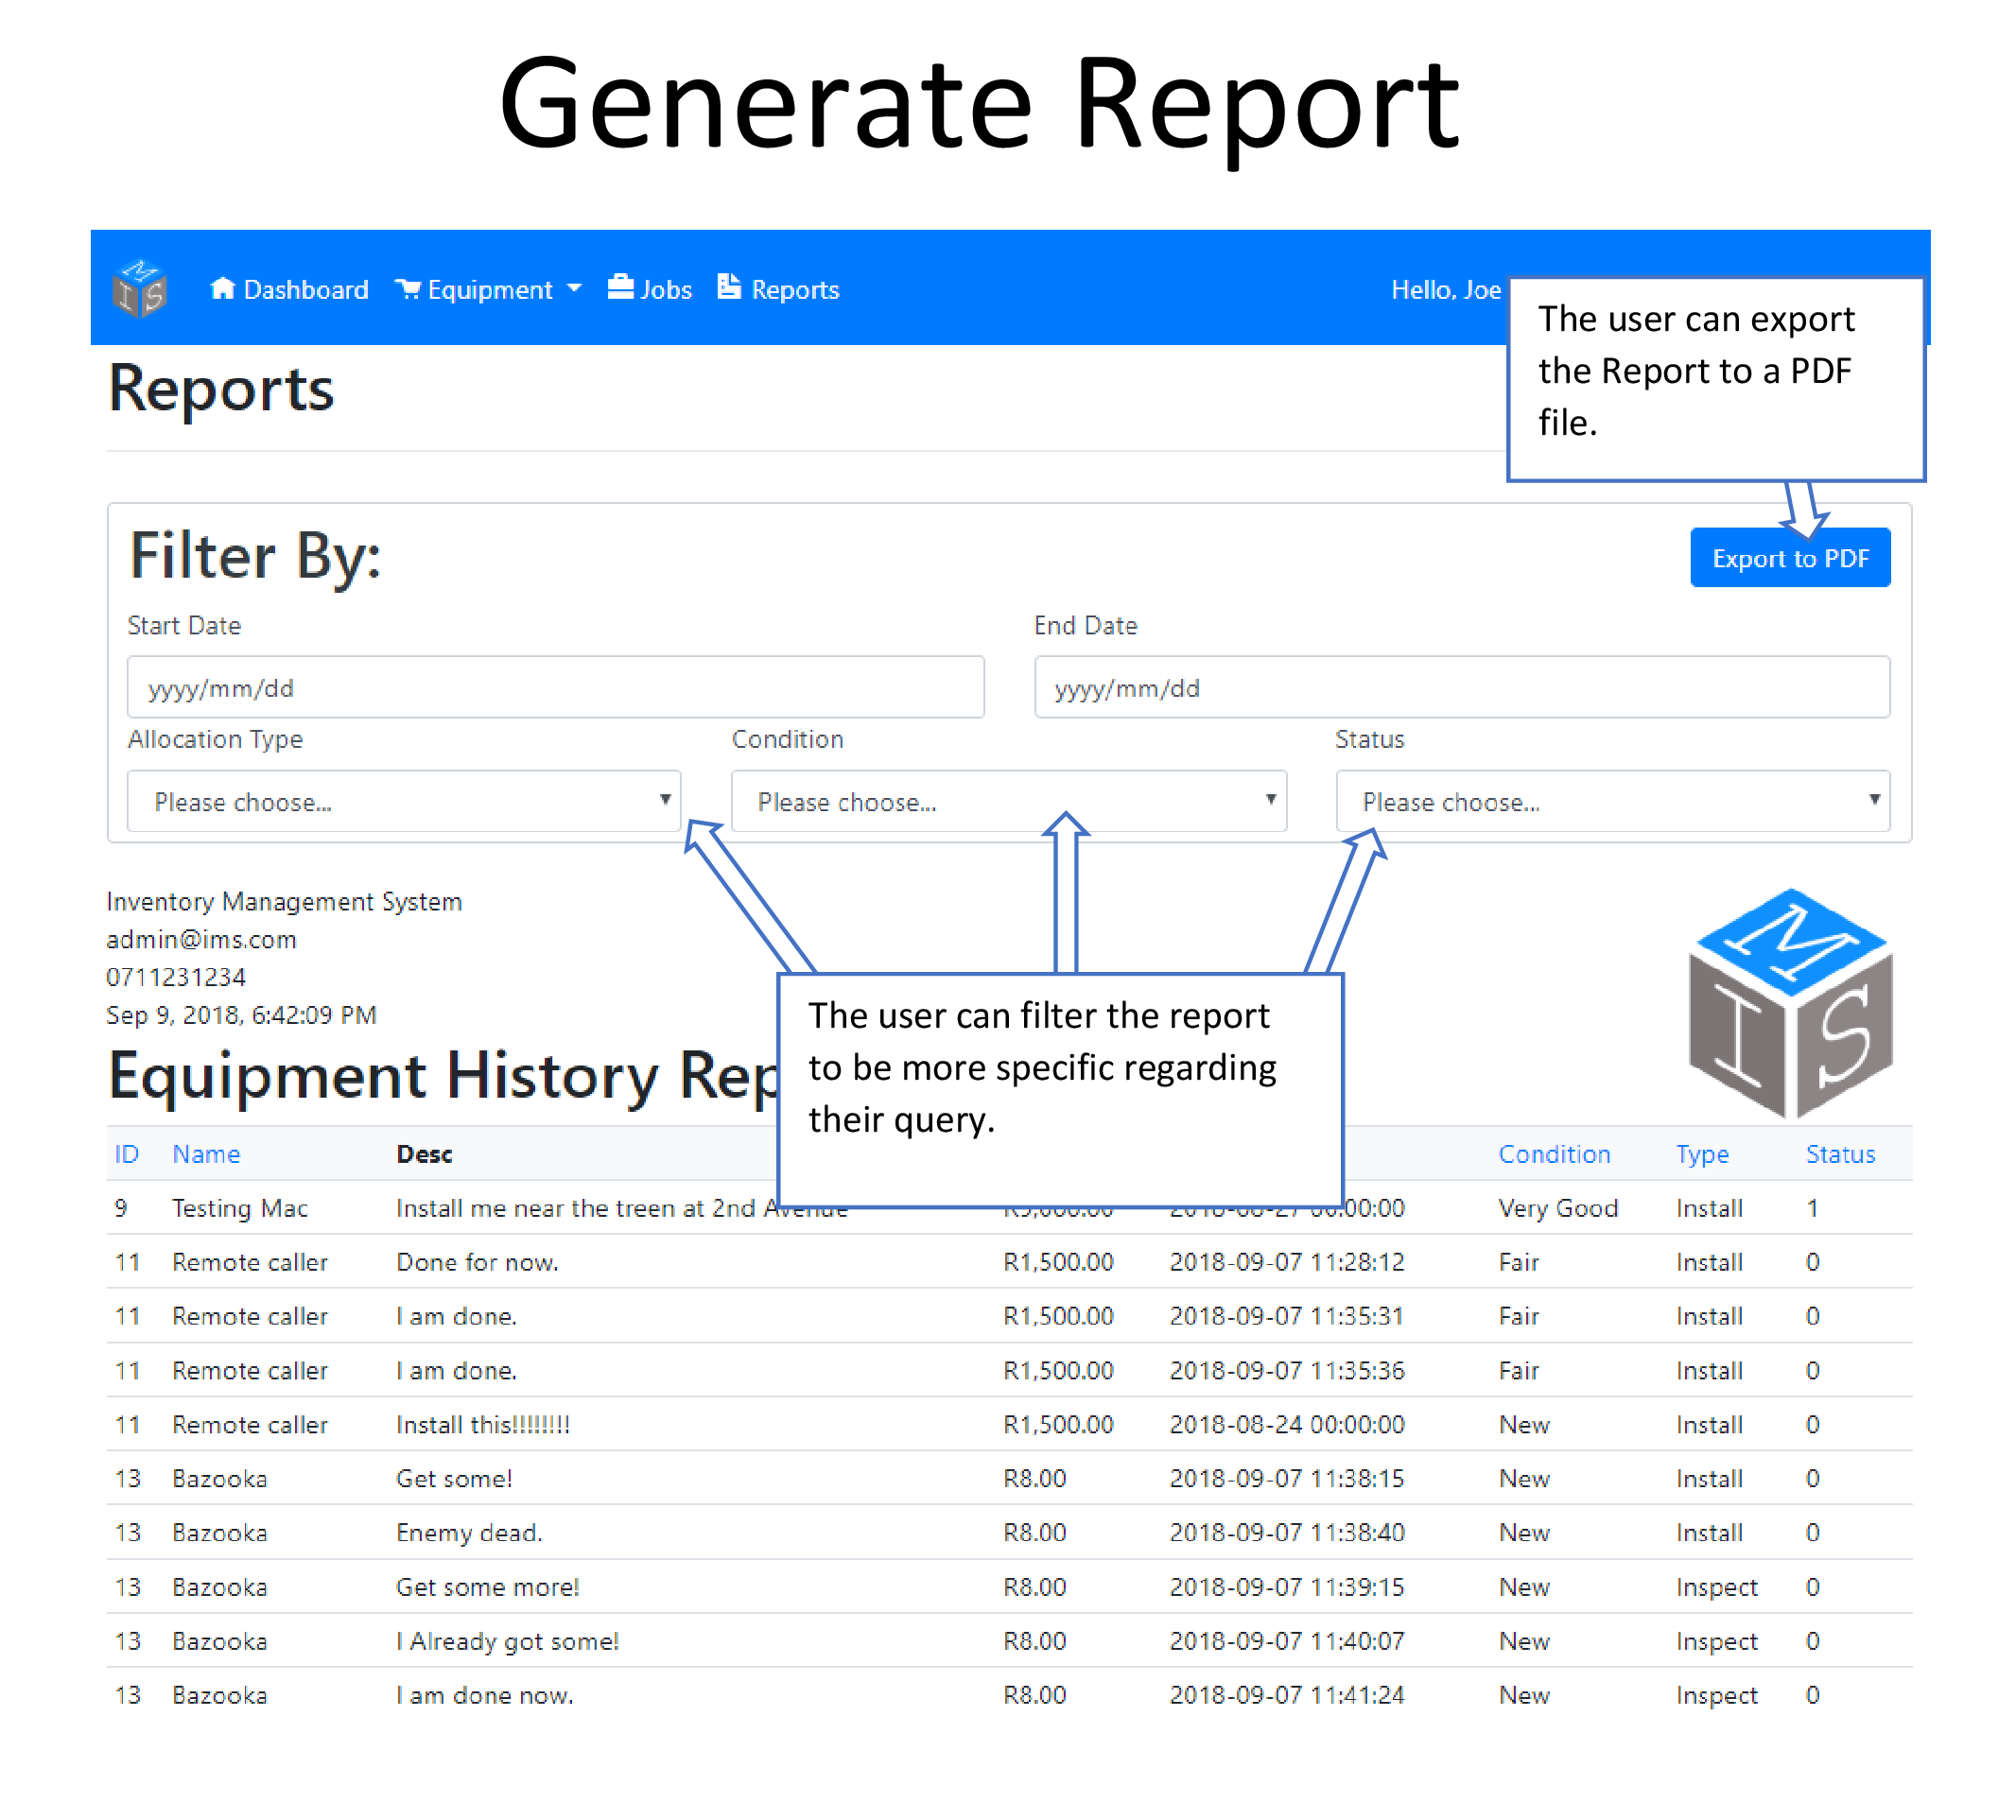 Generate Report
Dashboard Equipment Jobs Reports Hello, Joe
The user can export
the Report to a PDF
file.
Reports
Filter By:
Export to PDF
Start Date End Date
yyyy/mm/dd yyyy/mm/dd
Allocation Type Condition Status
Please choose... Please choose... Please choose...
Inventory Management System
admin@ims.com
0711231234
Sep 9, 2018, 6:42:09 PM
M I S
The user can filter the report
to be more specific regarding
their query.
Equipment History Rep
ID Name Desc Condition Type Status
9 Testing Mac Install me near the treen at 2nd Avenue Very Good Install 1
11 Remote caller Done for now. R1,500.00 2018-09-07 11:28:12 Fair Install 0
11 Remote caller I am done. R1,500.00 2018-09-07 11:35:31 Fair Install 0
11 Remote caller I am done. R1,500.00 2018-09-07 11:35:36 Fair Install 0
11 Remote caller Install this!!!!!!!! R1,500.00 2018-08-24 00:00:00 New Install 0
13 Bazooka Get some! R8.00 2018-09-07 11:38:15 New Install 0
13 Bazooka Enemy dead. R8.00 2018-09-07 11:38:40 New Install 0
13 Bazooka Get some more! R8.00 2018-09-07 11:39:15 New Inspect 0
13 Bazooka I Already got some! R8.00 2018-09-07 11:40:07 New Inspect 0
13 Bazooka I am done now. R8.00 2018-09-07 11:41:24 New Inspect 0